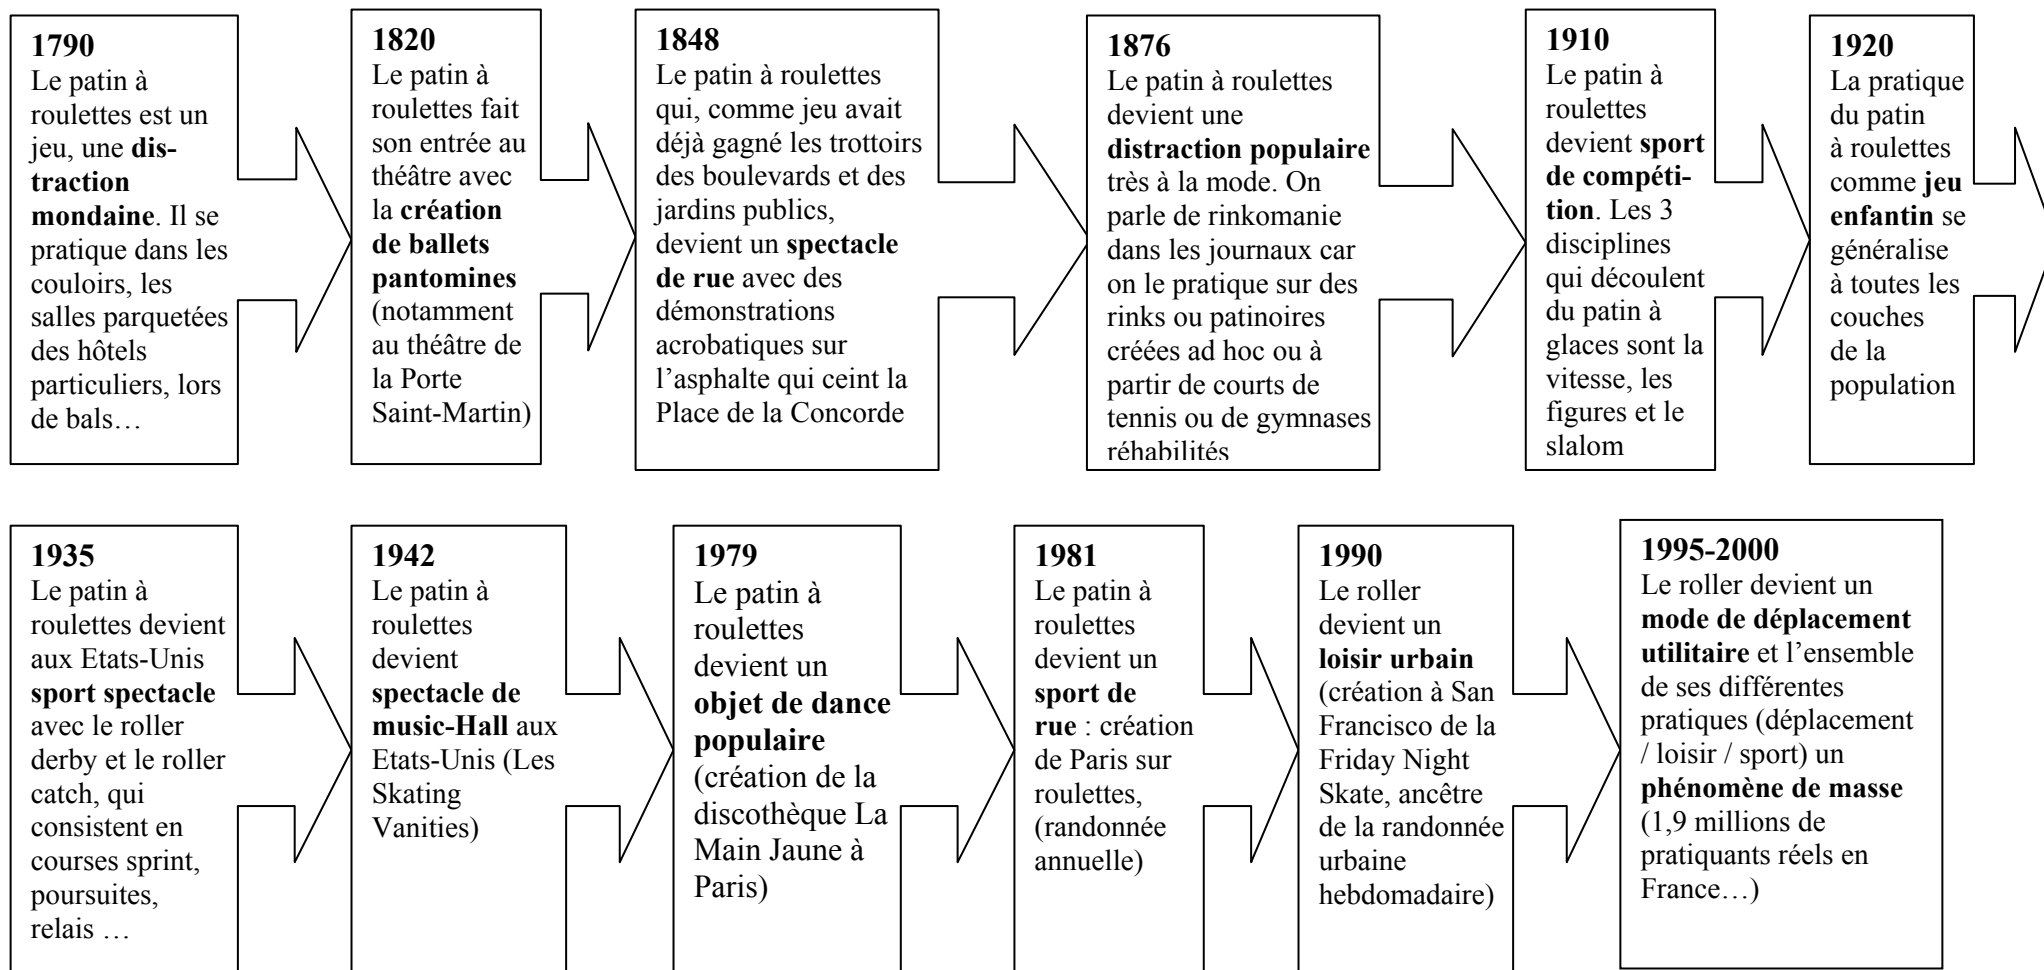 1790
Le patin à
roulettes est un
jeu, une dis-
traction
mondaine. Il se
pratique dans les
couloirs, les
salles parquetées
des hôtels
particuliers, lors
de bals…
1820
Le patin à
roulettes fait
son entrée au
théâtre avec
la création
de ballets
pantomines
(notamment
au théâtre de
la Porte
Saint-Martin)
1848
Le patin à roulettes
qui, comme jeu avait
déjà gagné les trottoirs
des boulevards et des
jardins publics,
devient un spectacle
de rue avec des
démonstrations
acrobatiques sur
l’asphalte qui ceint la
Place de la Concorde
1876
Le patin à roulettes
devient une
distraction populaire
très à la mode. On
parle de rinkomanie
dans les journaux car
on le pratique sur des
rinks ou patinoires
créées ad hoc ou à
partir de courts de
tennis ou de gymnases
réhabilités
1910
Le patin à
roulettes
devient sport
de compéti-
tion. Les 3
disciplines
qui découlent
du patin à
glaces sont la
vitesse, les
figures et le
slalom
1920
La pratique
du patin
à roulettes
comme jeu
enfantin se
généralise
à toutes les
couches
de la
population
1935
Le patin à
roulettes devient
aux Etats-Unis
sport spectacle
avec le roller
derby et le roller
catch, qui
consistent en
courses sprint,
poursuites,
relais …
1942
Le patin à
roulettes
devient
spectacle de
music-Hall aux
Etats-Unis (Les
Skating
Vanities)
1979
Le patin à
roulettes
devient un
objet de dance
populaire
(création de la
discothèque La
Main Jaune à
Paris)
1981
Le patin à
roulettes
devient un
sport de
rue : création
de Paris sur
roulettes,
(randonnée
annuelle)
1990
Le roller
devient un
loisir urbain
(création à San
Francisco de la
Friday Night
Skate, ancêtre
de la randonnée
urbaine
hebdomadaire)
1995-2000
Le roller devient un
mode de déplacement
utilitaire et l’ensemble
de ses différentes
pratiques (déplacement
/ loisir / sport) un
phénomène de masse
(1,9 millions de
pratiquants réels en
France…)